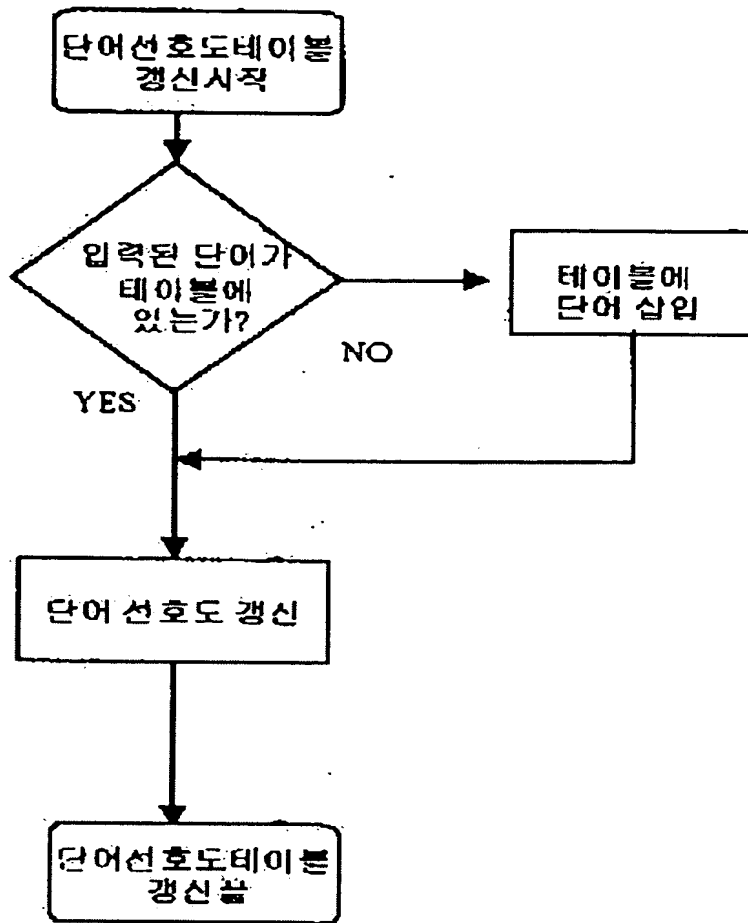 단어선호도테이블
갱신시작
입력된 단어가
테이블에
있는가?
테이블에
단어 삽입
NO
YES
단어 선호도 갱신
단어선호도테이블
갱신끝